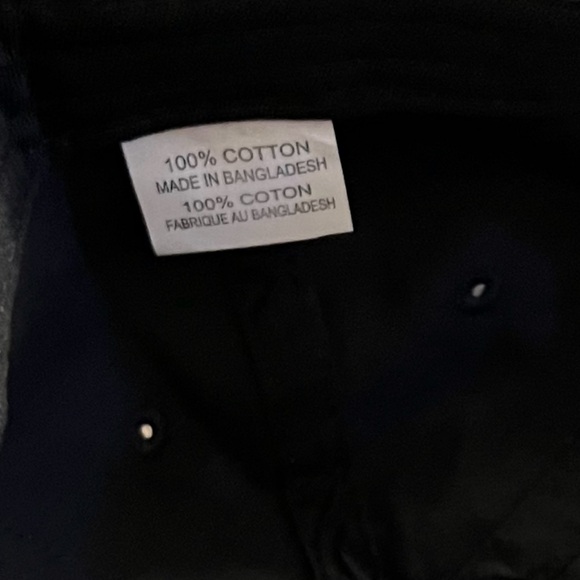 100% COTTON
MADE IN BANGLADESH
100% COTON
FABRIQUE AU BANGLADESH